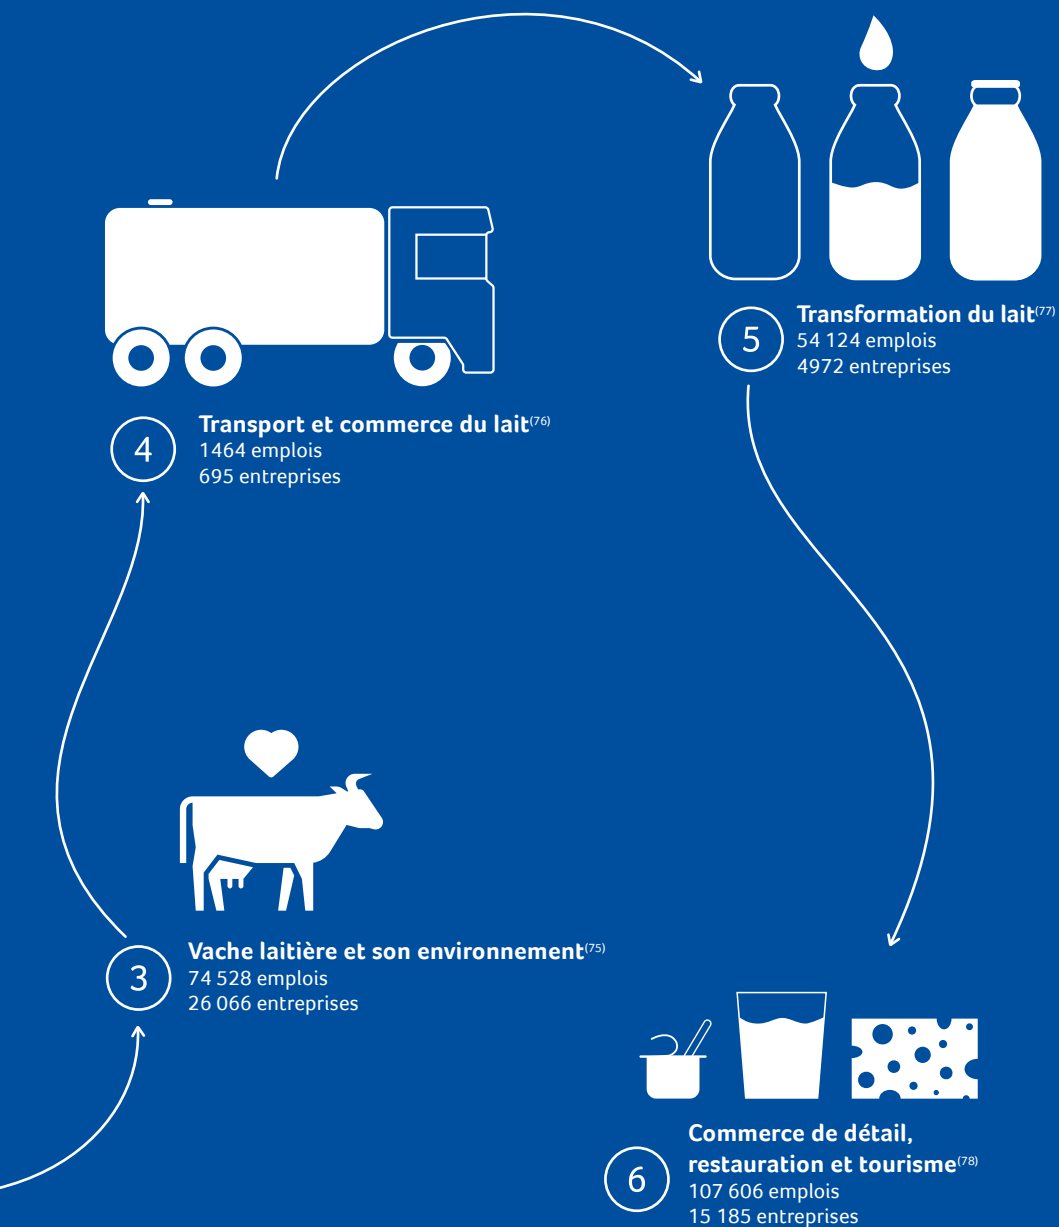 5
Transformation du lait(77)
54 124 emplois
4972 entreprises
4
Transport et commerce du lait(76)
1464 emplois
695 entreprises
3
Vache laitière et son environnement(75)
74 528 emplois
26 066 entreprises
6
Commerce de détail,
restauration et tourisme(78)
107 606 emplois
15 185 entreprises